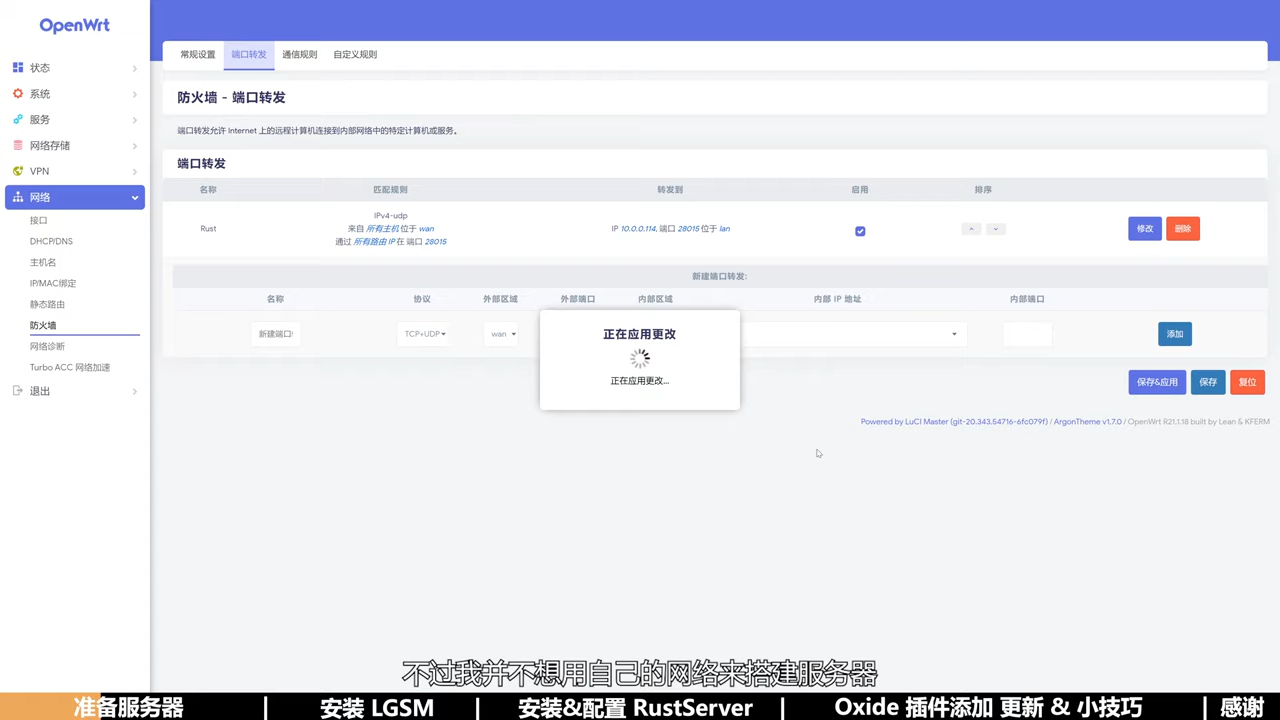 OpenWrt
状态
系统
服务
网络存储
VPN
网络
接口
DHCP/DNS
主机名
IP/MAC绑定
静态路由
防火墙
网络诊断
Turbo ACC 网络加速
退出
常规设置 端口转发 通信规则 自定义规则
防火墙 - 端口转发
端口转发允许 Internet 上的远程计算机连接到内部网络中的特定计算机或服务。
端口转发
名称 匹配规则 转发到 启用 排序
Rust
IPv4-udp
来自 所有主机 位于 wan
通过 所有路由 IP 在 端口 28015
IP 10.0.0.114, 端口 28015 位于 lan
修改 删除
新建端口转发:
名称 协议 外部区域 外部端口 内部区域 内部 IP 地址 内部端口
新建端口 TCP+UDP wan 添加
正在应用更改
正在应用更改...
保存&应用 保存 复位
Powered by LuCI Master (git-20.343.54716-6fc079f) / ArgonTheme v1.7.0 / OpenWrt R21.1.18 built by Lean & KFERM
不过我并不想用自己的网络来搭建服务器
准备服务器 | 安装 LGSM | 安装&配置 RustServer | Oxide 插件添加 更新 & 小技巧 | 感谢